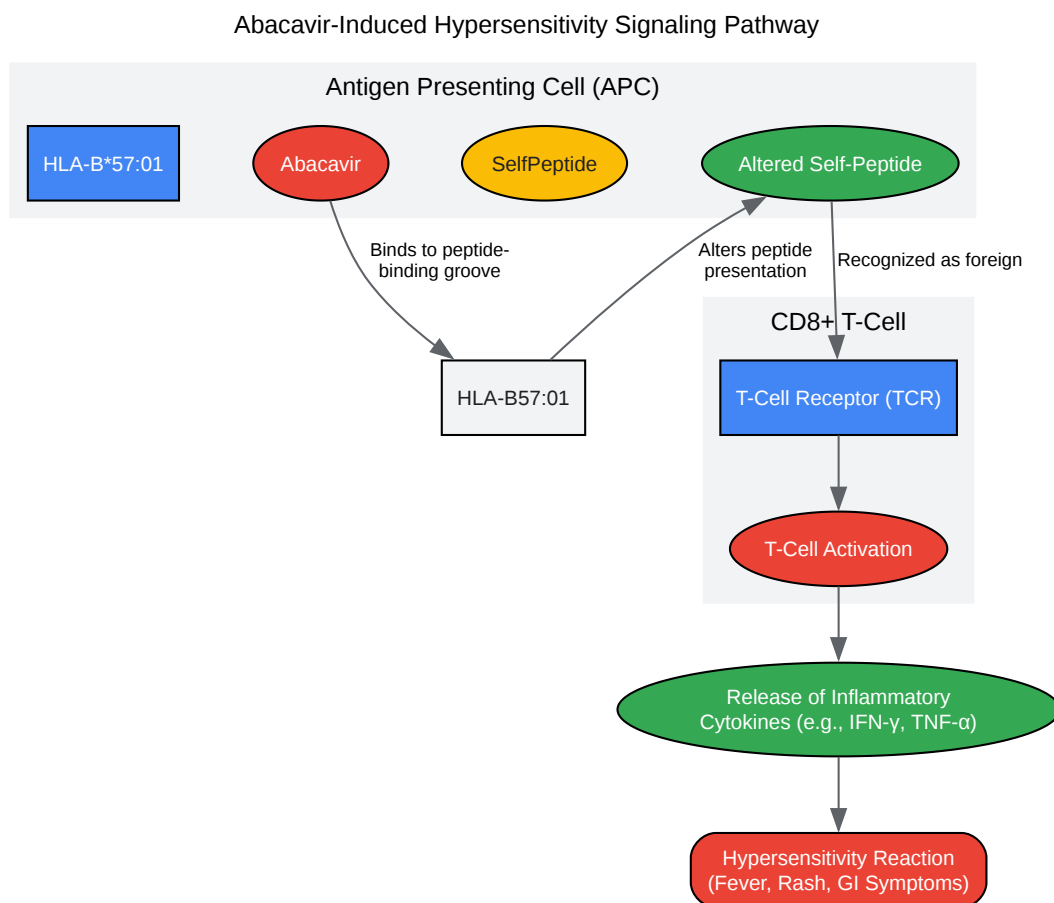 Abacavir-Induced Hypersensitivity Signaling Pathway
Antigen Presenting Cell (APC)
HLA-B*57:01
Abacavir
SelfPeptide
Altered Self-Peptide
Binds to peptide-
binding groove
Alters peptide
presentation
Recognized as foreign
CD8+ T-Cell
HLA-B57:01
T-Cell Receptor (TCR)
T-Cell Activation
Release of Inflammatory
Cytokines (e.g., IFN-γ, TNF-α)
Hypersensitivity Reaction
(Fever, Rash, GI Symptoms)